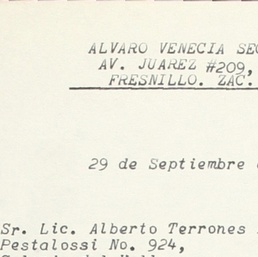 ALVARO VENECIA
AV. JUAREZ #209,
FRESNILLO. ZAC.
29 de Septiembre
Sr. Lic. Alberto Terrones
Pestalossi No. 924,